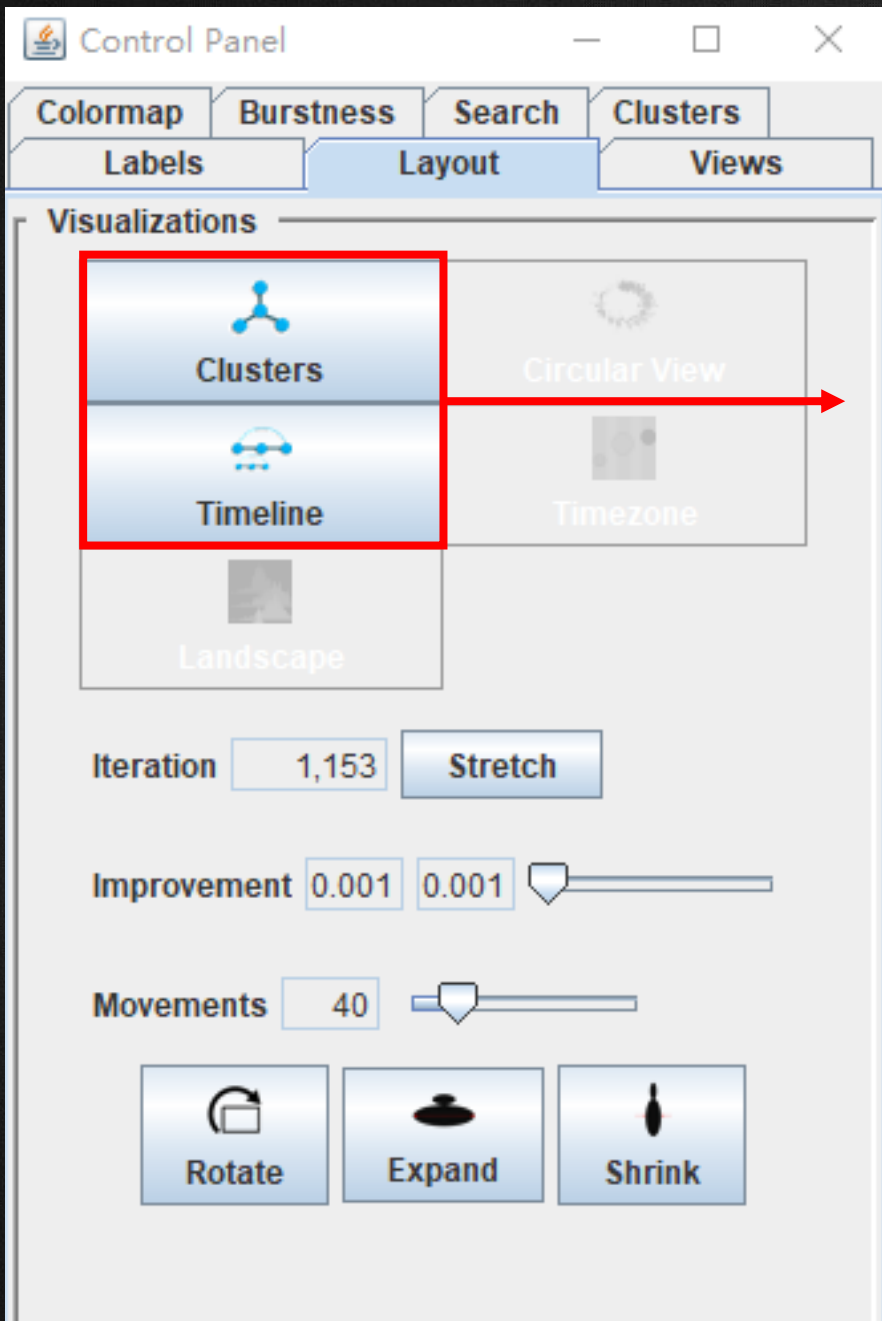 Control Panel
Colormap Burstness Search Clusters
Labels Layout Views
Visualizations
Clusters Circular View
Timeline Timezone
Landscape
Iteration 1,153 Stretch
Improvement 0.001 0.001
Movements 40
Rotate Expand Shrink